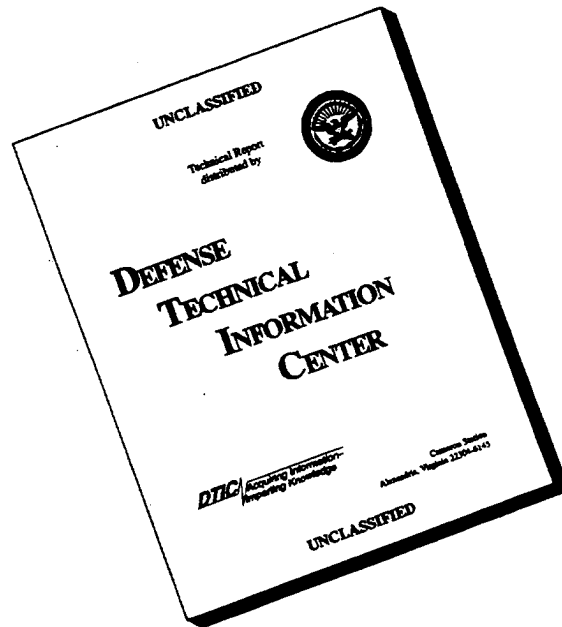 UNCLASSIFIED
Technical Report
distributed by
DEFENSE
TECHNICAL
INFORMATION
CENTER
DTIC
Acquiring Information-
Imparting Knowledge
Cameron Station
Alexandria, Virginia 22304-6145
UNCLASSIFIED